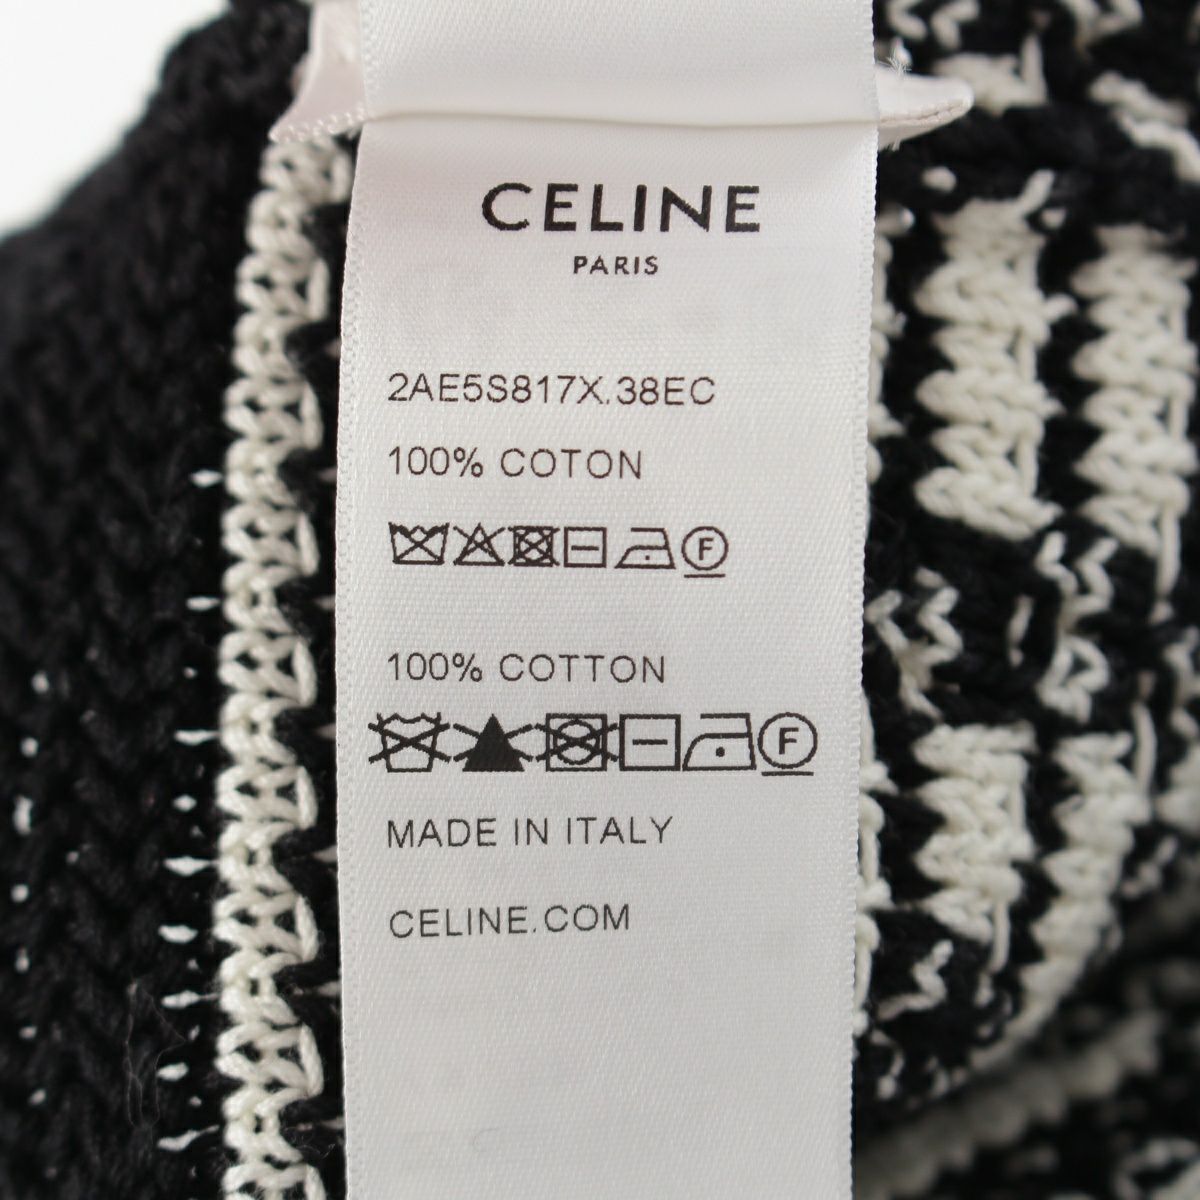 CELINE
PARIS
2AE5S817X.38EC
100% COTON
F
100% COTTON
F
MADE IN ITALY
CELINE.COM